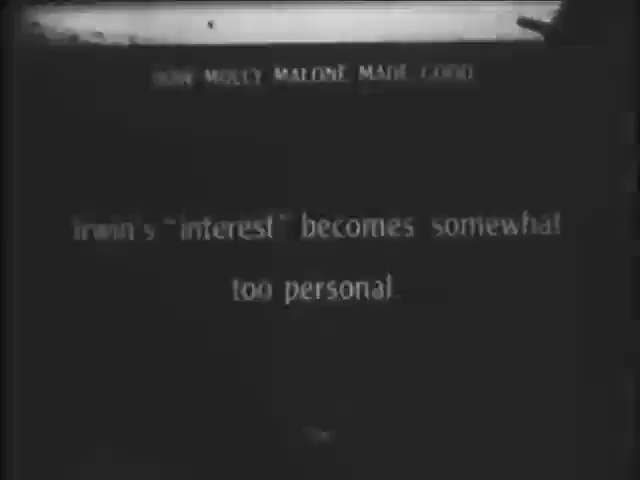 HOW MOLLY MALONE MADE GOOD
Irwin's "interest" becomes somewhat
too personal.